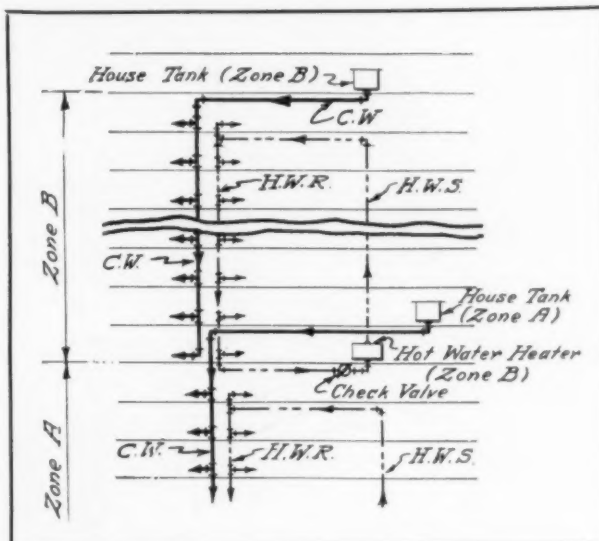 House Tank (Zone B)
C.W
H.W.R.
H.W.S.
Zone B
C.W.
House Tank
(Zone A)
Hot Water Heater
(Zone B)
Check Valve
Zone A
C.W.
H.W.R.
H.W.S.